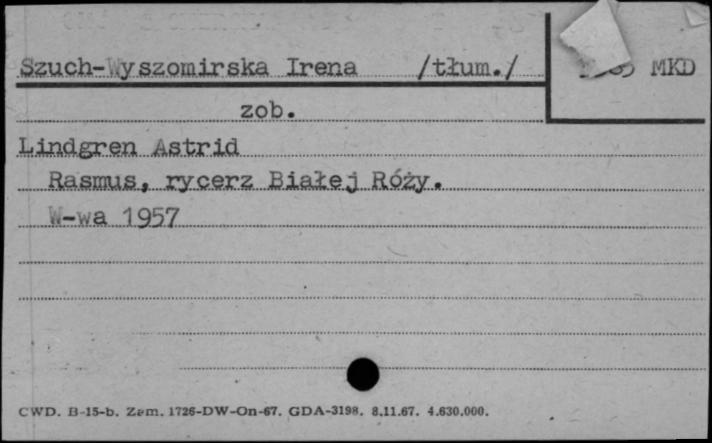 Szuch-Wyszomirska Irena /tłum./ MKD
zob.
Lindgren Astrid
Rasmus, rycerz Białej Róży.
W-wa 1957
CWD. B-15-b. Zam. 1726-DW-On-67. GDA-3198. 8.11.67. 4.630.000.